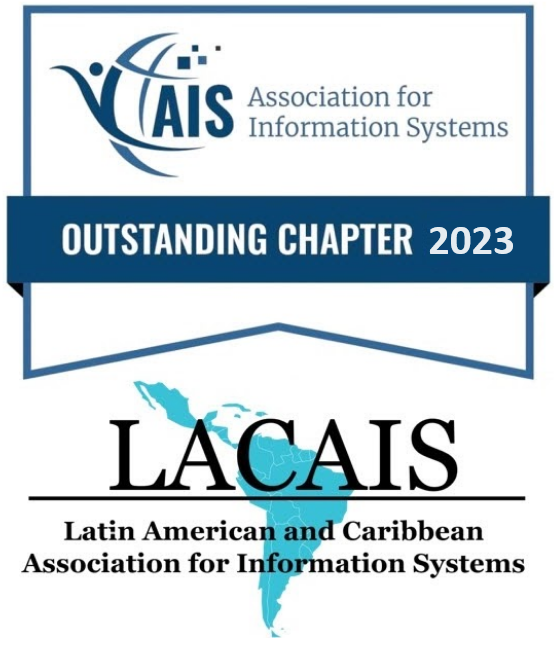 AIS
Association for
Information Systems
OUTSTANDING CHAPTER 2023
LACAIS
Latin American and Caribbean
Association for Information Systems